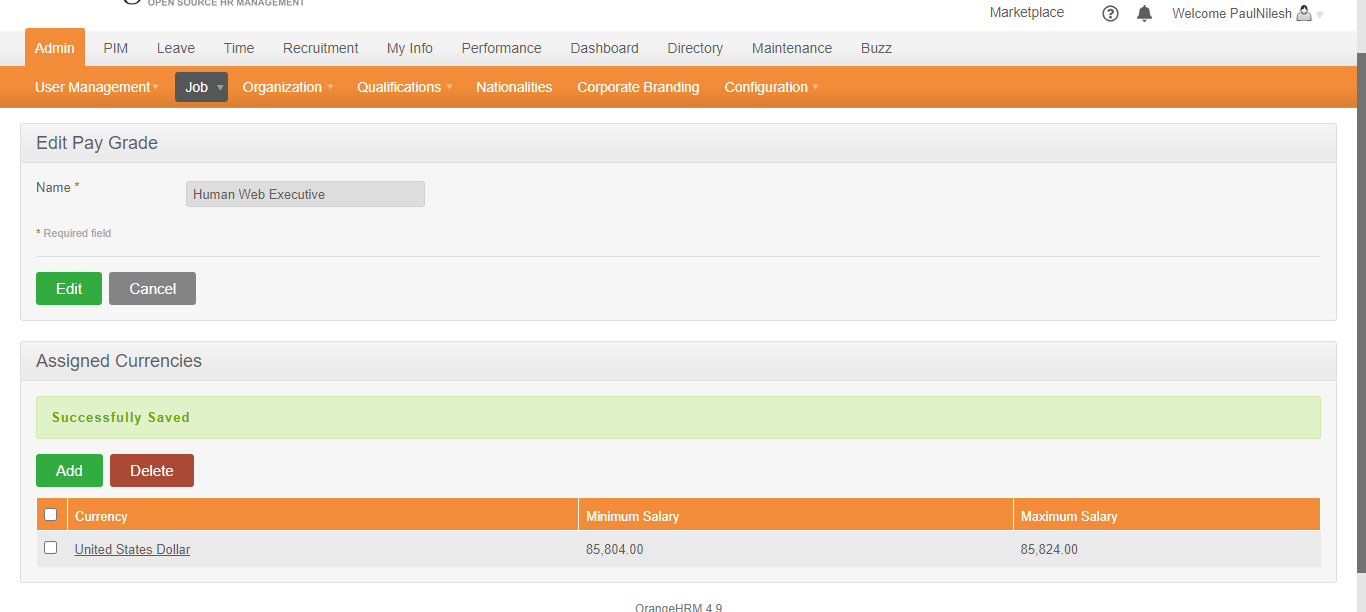 OPEN SOURCE HR MANAGEMENT
Marketplace
Welcome PaulNilesh
Admin PIM Leave Time Recruitment My Info Performance Dashboard Directory Maintenance Buzz
User Management Job Organization Qualifications Nationalities Corporate Branding Configuration
Edit Pay Grade
Name *
Human Web Executive
* Required field
Edit Cancel
Assigned Currencies
Successfully Saved
Add Delete
Currency Minimum Salary Maximum Salary
United States Dollar 85,804.00 85,824.00
OrangeHRM 4.9